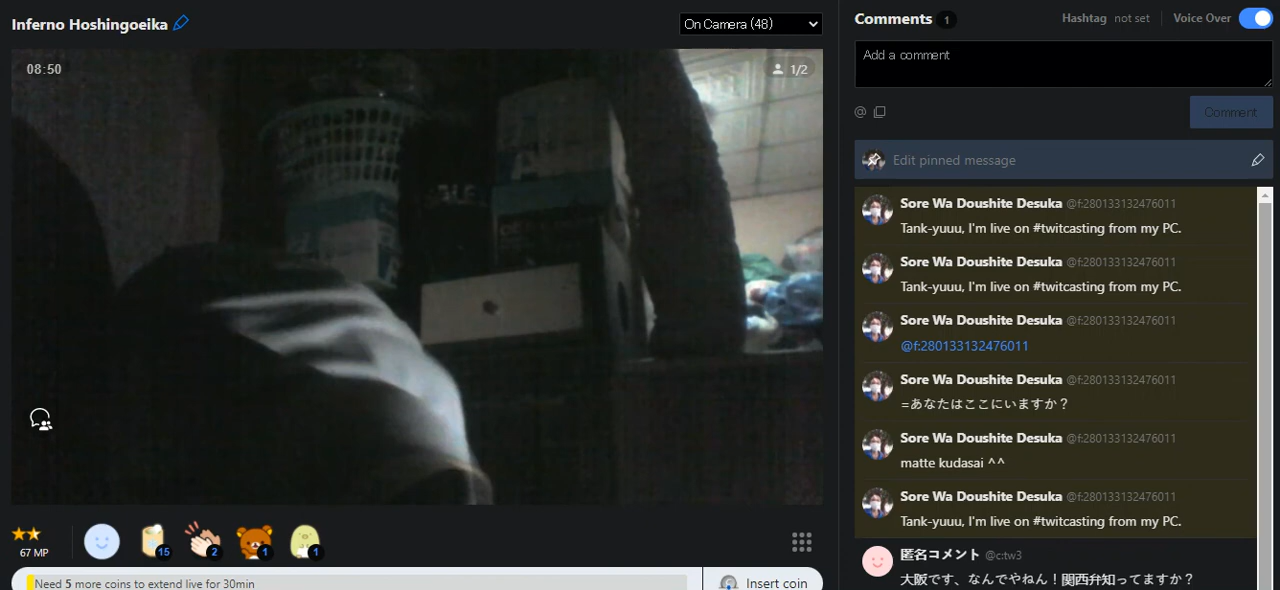 Inferno Hoshingoeika
On Camera (48)
08:50
1/2
67 MP
15
2
1
1
Need 5 more coins to extend live for 30min
Insert coin
Comments 1
Hashtag not set
Voice Over
Add a comment
@
Comment
Edit pinned message
Sore Wa Doushite Desuka @f:280133132476011
Tank-yuuu, I'm live on #twitcasting from my PC.
Sore Wa Doushite Desuka @f:280133132476011
Tank-yuuu, I'm live on #twitcasting from my PC.
Sore Wa Doushite Desuka @f:280133132476011
@f:280133132476011
Sore Wa Doushite Desuka @f:280133132476011
=あなたはここにいますか？
Sore Wa Doushite Desuka @f:280133132476011
matte kudasai ^^
Sore Wa Doushite Desuka @f:280133132476011
Tank-yuuu, I'm live on #twitcasting from my PC.
匿名コメント @c:tw3
大阪です、なんでやねん！関西弁知ってますか？